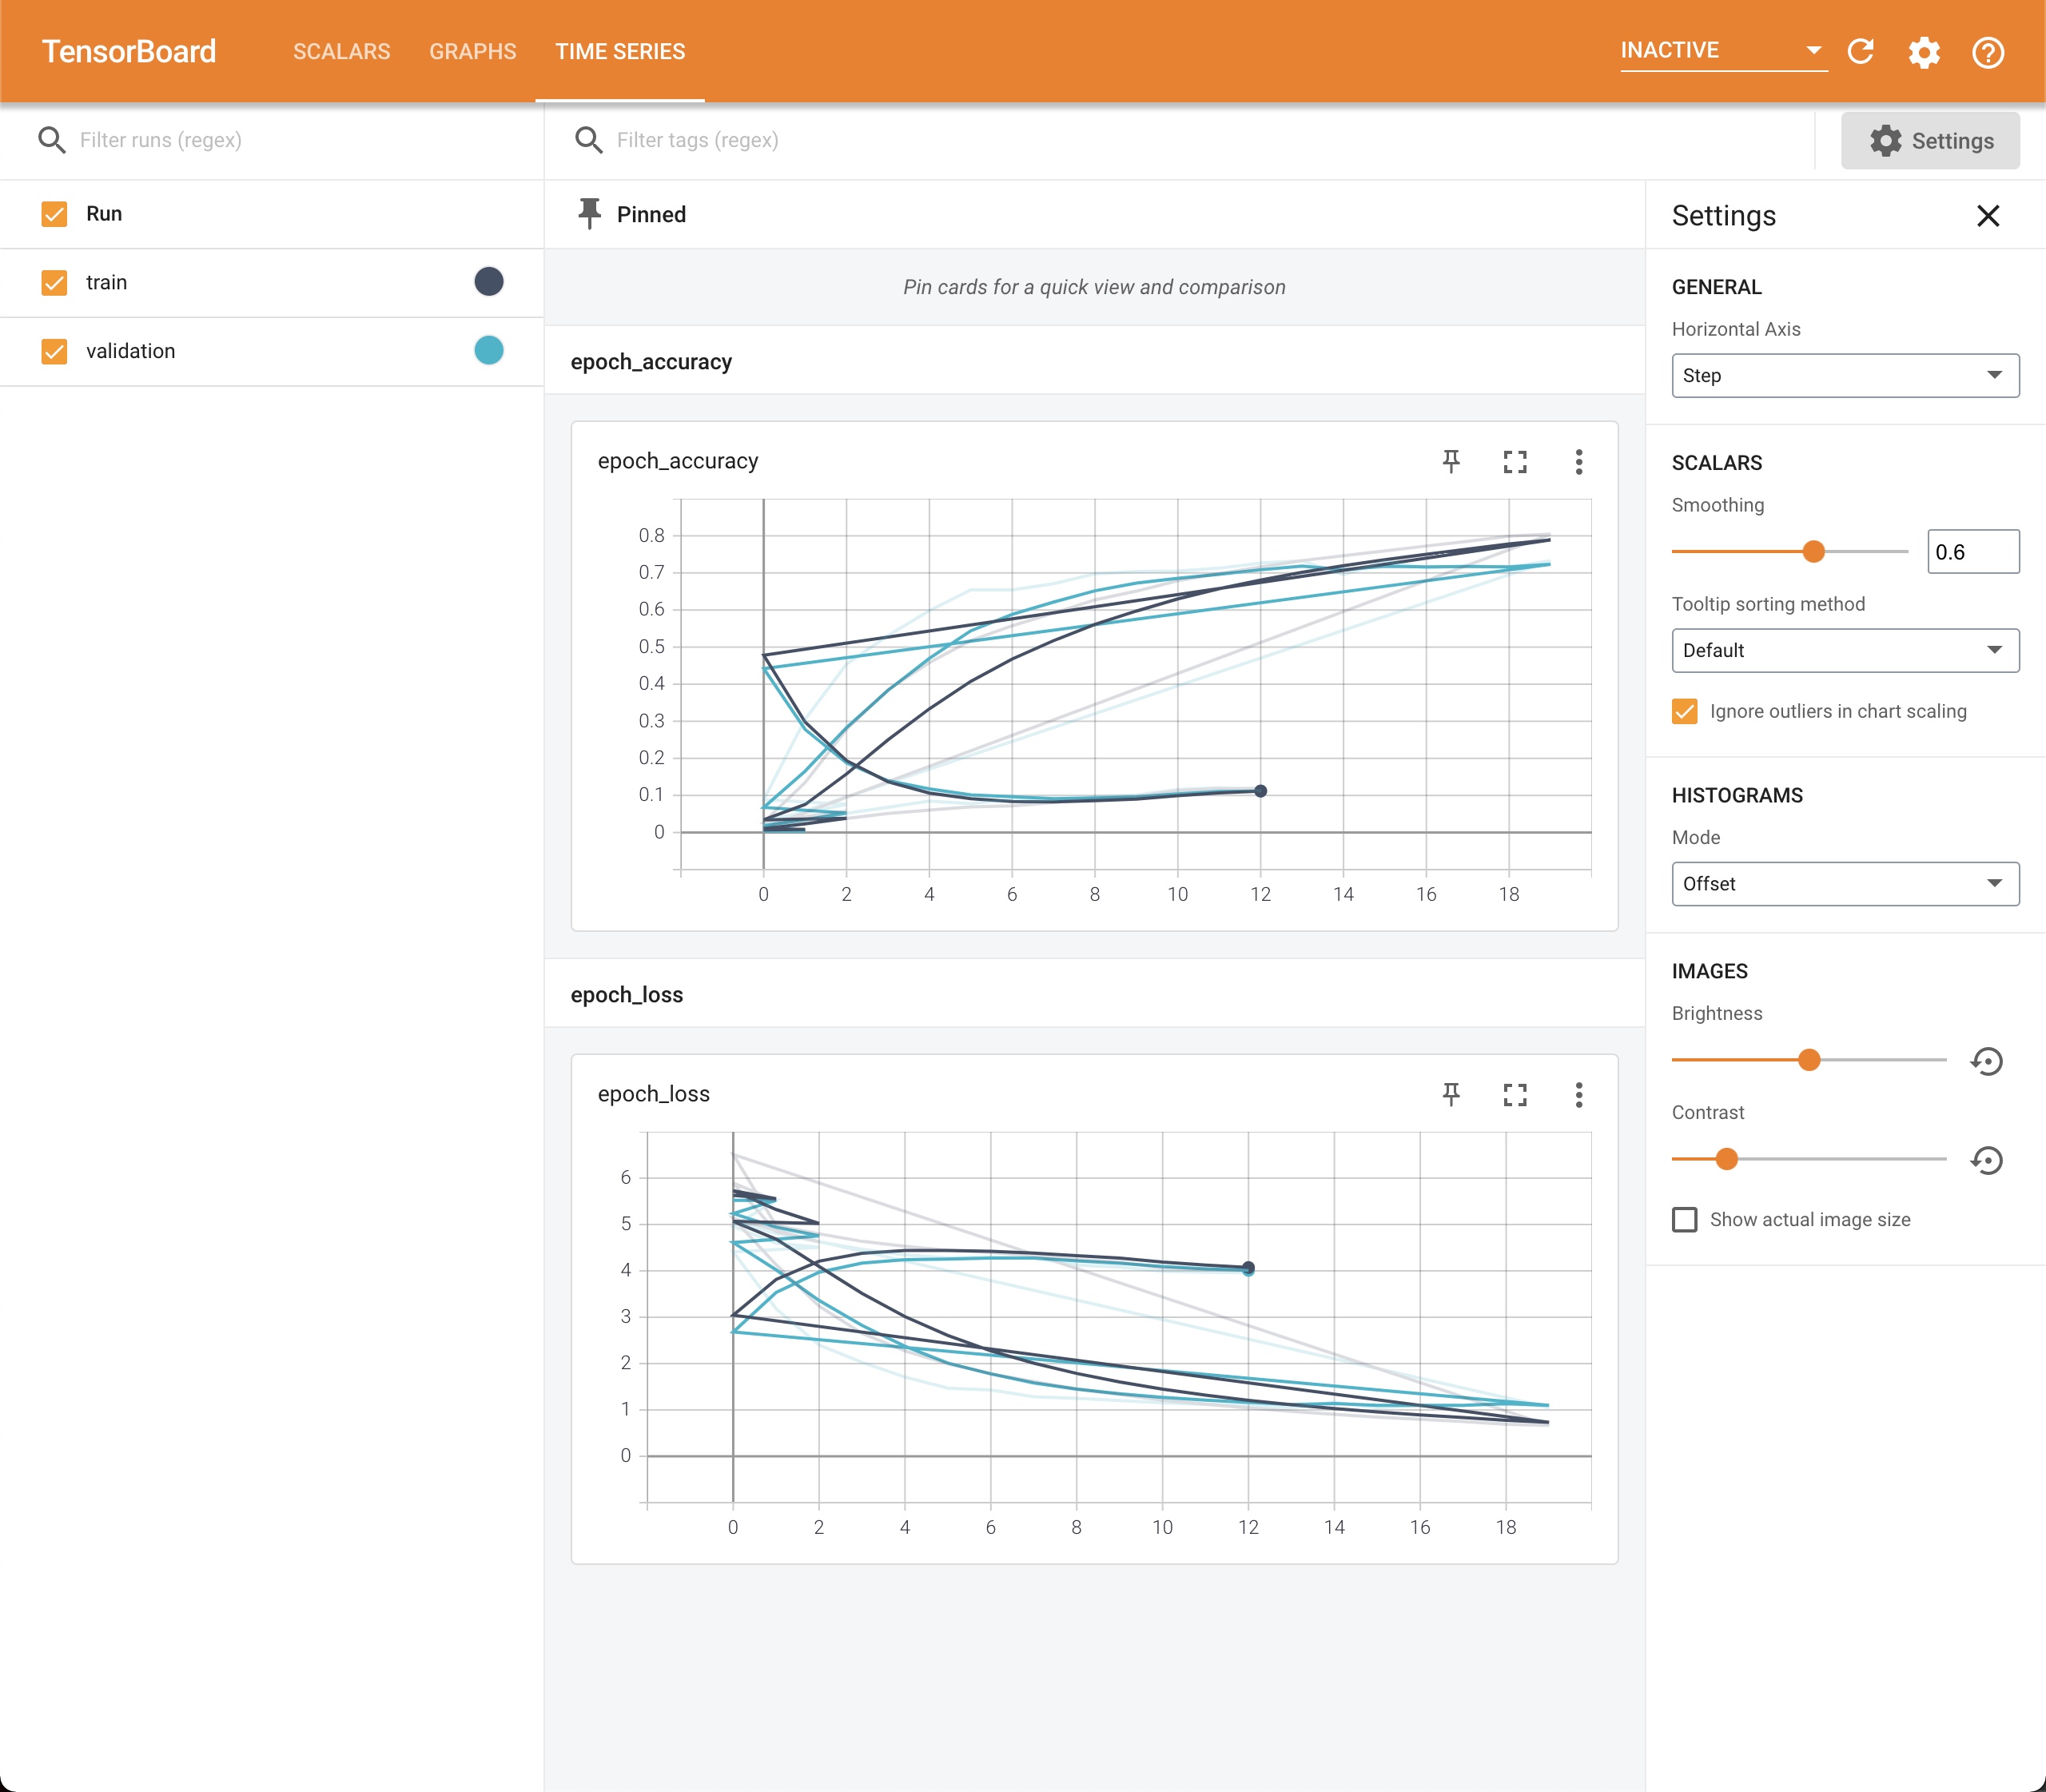 TensorBoard SCALARS GRAPHS TIME SERIES INACTIVE
Filter runs (regex)
Run
train
validation
Filter tags (regex)
Settings
Pinned
Pin cards for a quick view and comparison
epoch_accuracy
epoch_accuracy
0.8
0.7
0.6
0.5
0.4
0.3
0.2
0.1
0
0 2 4 6 8 10 12 14 16 18
epoch_loss
epoch_loss
6
5
4
3
2
1
0
0 2 4 6 8 10 12 14 16 18
Settings
GENERAL
Horizontal Axis
Step
SCALARS
Smoothing
0.6
Tooltip sorting method
Default
Ignore outliers in chart scaling
HISTOGRAMS
Mode
Offset
IMAGES
Brightness
Contrast
Show actual image size